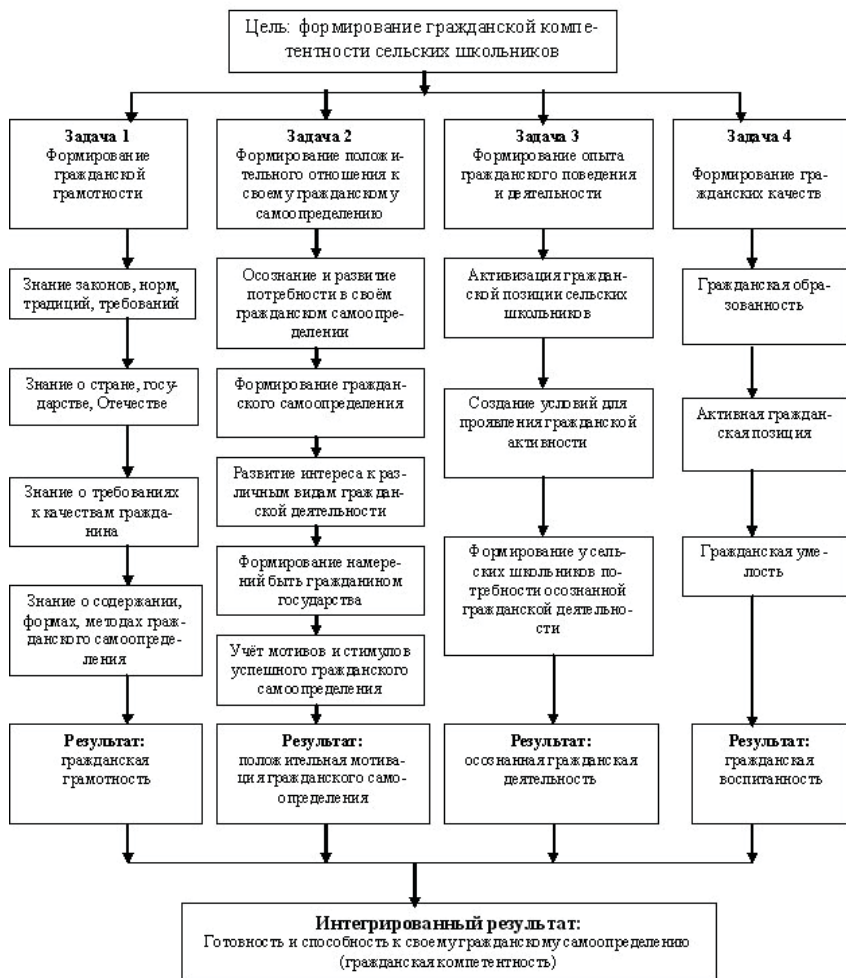 Цель: формирование гражданской компе-
тентности сельских школьников
Задача 1
Формирование
гражданской
грамотности
Задача 2
Формирование положи-
тельного отношения к
своему гражданскому
самоопределению
Задача 3
Формирование опыта
гражданского поведения
и деятельности
Задача 4
Формирование гра-
жданских качеств
Знание законов, норм,
традиций, требований
Осознание и развитие
потребности в своём
гражданском самоопре-
делении
Активизация граждан-
ской позиции сельских
школьников
Гражданская обра-
зованность
Знание о стране, госу-
дарстве, Отечестве
Формирование граждан-
ского самоопределения
Создание условий для
проявления гражданской
активности
Активная граждан-
ская позиция
Знание о требованиях
к качествам гражда-
нина
Развитие интереса к раз-
личным видам граждан-
ской деятельности
Формирование намере-
ний быть гражданином
государства
Формирование у сель-
ских школьников пот-
ребности осознанной
гражданской деятельно-
сти
Гражданская уме-
лость
Знание о содержании,
формах, методах граж-
данского самоопреде-
ления
Учёт мотивов и стимулов
успешного гражданского
самоопределения
Результат:
гражданская
грамотность
Результат:
положительная мотива-
ция гражданского само-
определения
Результат:
осознанная гражданская
деятельность
Результат:
гражданская
воспитанность
Интегрированный результат:
Готовность и способность к своему гражданскому самоопределению
(гражданская компетентность)